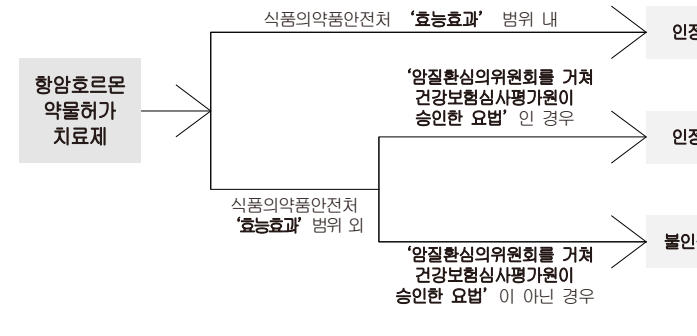 식품의약품안전처 ‘효능효과’ 범위 내
인정
항암호르몬
약물허가
치료제
‘암질환심의위원회를 거쳐
건강보험심사평가원이
승인한 요법’ 인 경우
인정
식품의약품안전처
‘효능효과’ 범위 외
‘암질환심의위원회를 거쳐
건강보험심사평가원이
승인한 요법’ 이 아닌 경우
불인